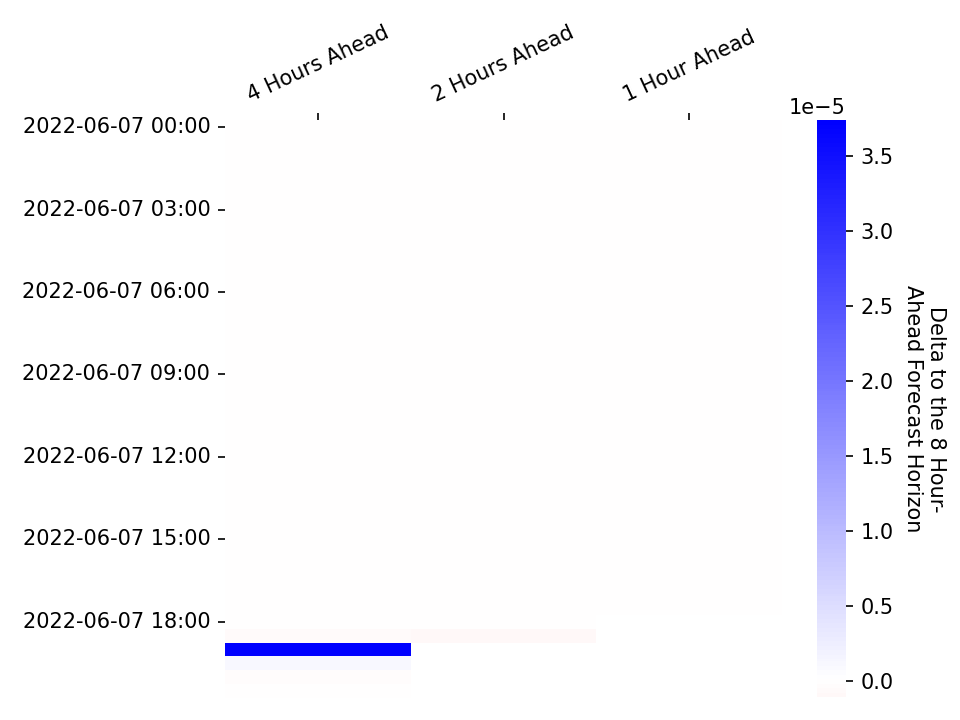 4 Hours Ahead
2 Hours Ahead
1 Hour Ahead
1e−5
2022-06-07 00:00
2022-06-07 03:00
2022-06-07 06:00
2022-06-07 09:00
2022-06-07 12:00
2022-06-07 15:00
2022-06-07 18:00
3.5
3.0
2.5
2.0
1.5
1.0
0.5
0.0
Delta to the 8 Hour-
Ahead Forecast Horizon